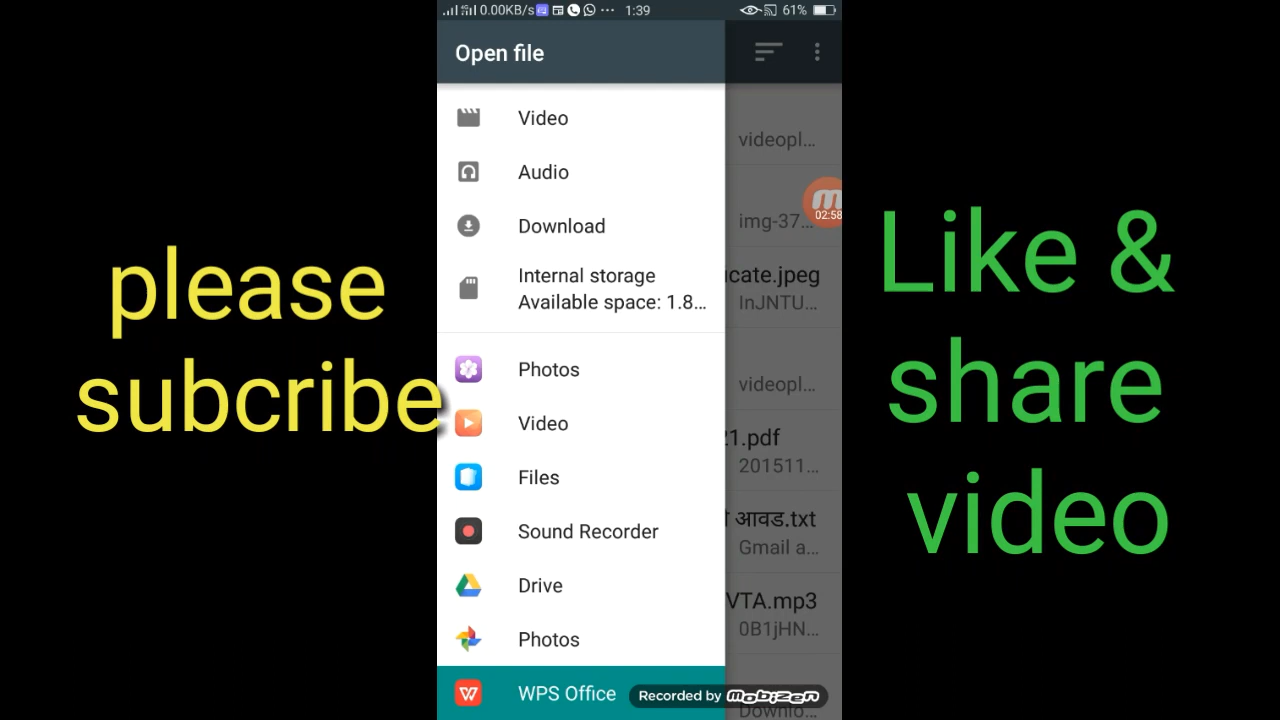 0.00KB/s 1:39 61%
Open file
Video
Audio
Download
Internal storage
Available space: 1.8...
Photos
Video
Files
Sound Recorder
Drive
Photos
WPS Office
videopl...
02:58
img-37...
cate.jpeg
InJNTU...
videopl...
21.pdf
201511...
आवड.txt
Gmail a...
VTA.mp3
0B1jHN...
Downlo...
Recorded by mobizen
please
subcribe
Like &
share
video